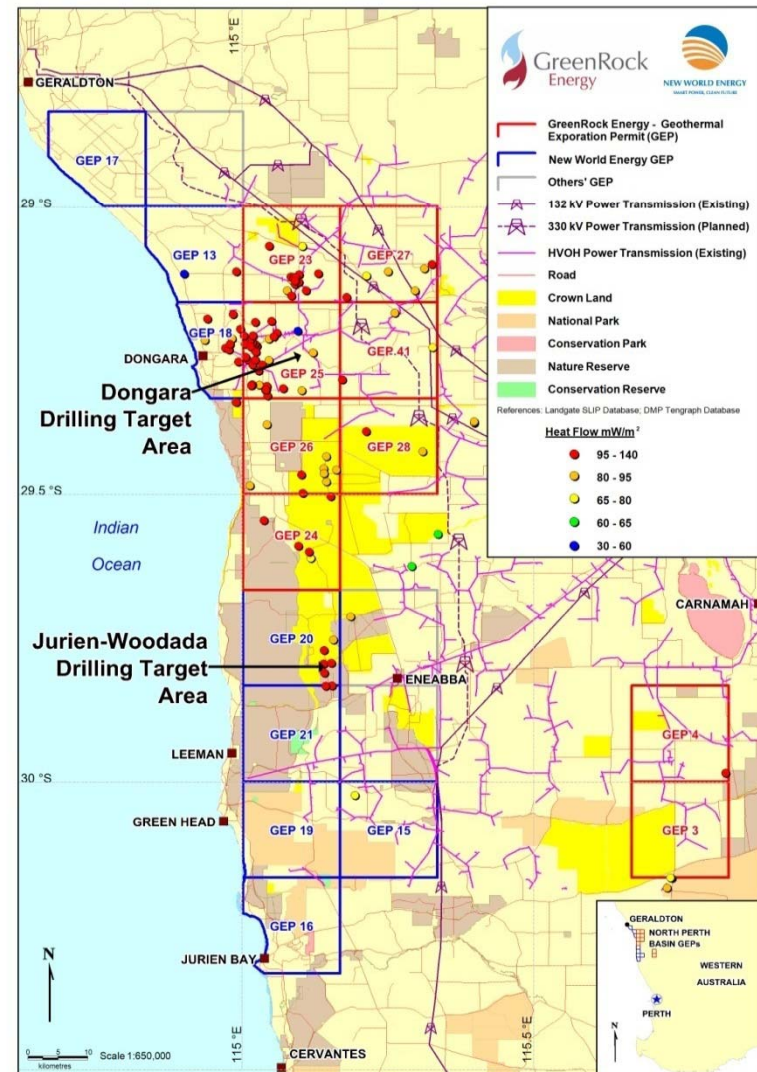 GERALDTON
115 °E
GEP 17
29 °S
GEP 13
GEP 23
GEP 27
GEP 18
DONGARA
GEP 25
GEP 41
Dongara
Drilling Target
Area
GEP 26
GEP 28
29.5 °S
GEP 24
Indian
Ocean
CARNAMAH
GEP 20
Jurien-Woodada
Drilling Target
Area
ENEABBA
GEP 21
LEEMAN
GEP 4
30 °S
GEP 19
GEP 15
GREEN HEAD
GEP 3
GEP 16
JURIEN BAY
N
0 5 10
kilometres
Scale 1:650,000
115 °E
115.5 °E
CERVANTES
GreenRock
Energy
NEW WORLD ENERGY
SMART POWER, CLEAN FUTURE
GreenRock Energy - Geothermal
Exporation Permit (GEP)
New World Energy GEP
Others' GEP
132 kV Power Transmission (Existing)
330 kV Power Transmission (Planned)
HVOH Power Transmission (Existing)
Road
Crown Land
National Park
Conservation Park
Nature Reserve
Conservation Reserve
References: Landgate SLIP Database; DMP Tengraph Database
Heat Flow mW/m²
95 - 140
80 - 95
65 - 80
60 - 65
30 - 60
GERALDTON
NORTH PERTH
BASIN GEPs
WESTERN
AUSTRALIA
PERTH
N